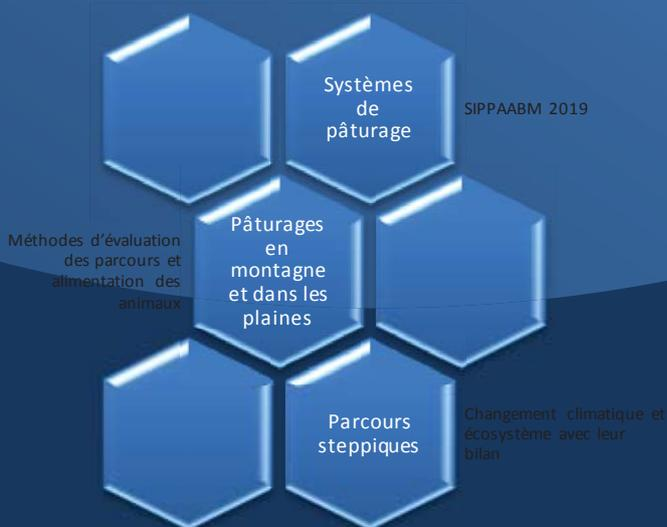 Systèmes
de
pâturage
SIPPAABM 2019
Méthodes d'évaluation
des parcours et
alimentation des
animaux
Pâturages
en
montagne
et dans les
plaines
Parcours
steppiques
Changement climatique et
écosystème avec leur
bilan